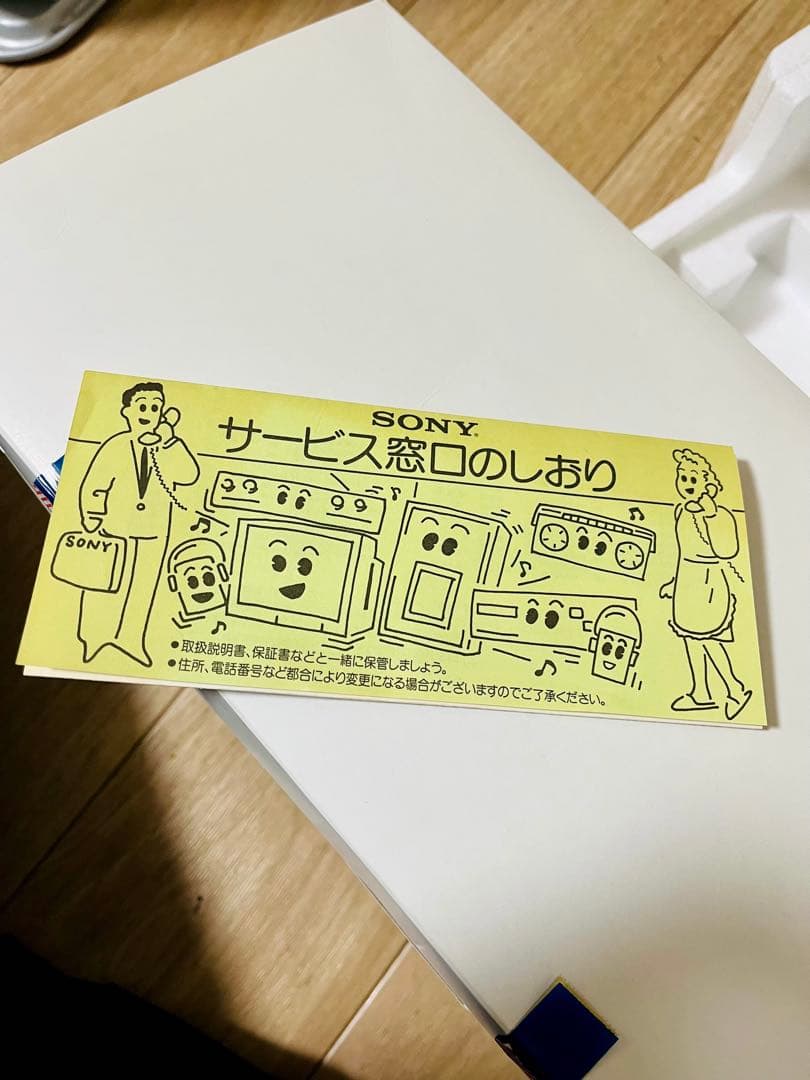 SONY®
サービス窓口のしおり
SONY
●取扱説明書、保証書などと一緒に保管しましょう。
●住所、電話番号など都合により変更になる場合がございますのでご了承ください。